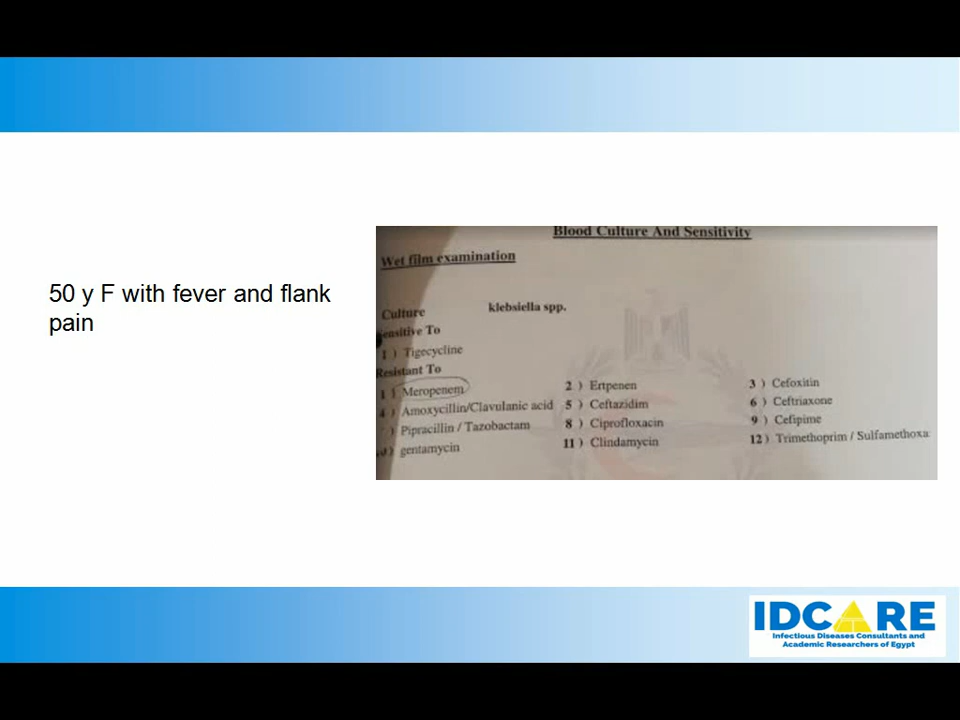 50 y F with fever and flank
pain
Blood Culture And Sensitivity
Wet film examination
Culture klebsiella spp.
Sensitive To
1 ) Tigecycline
Resistant To
1 ) Meropenem 2 ) Ertpenen 3 ) Cefoxitin
4 ) Amoxycillin/Clavulanic acid 5 ) Ceftazidim 6 ) Ceftriaxone
) Pipracillin / Tazobactam 8 ) Ciprofloxacin 9 ) Cefipime
) gentamycin 11 ) Clindamycin 12 ) Trimethoprim / Sulfamethoxa
IDCARE
Infectious Diseases Consultants and
Academic Researchers of Egypt